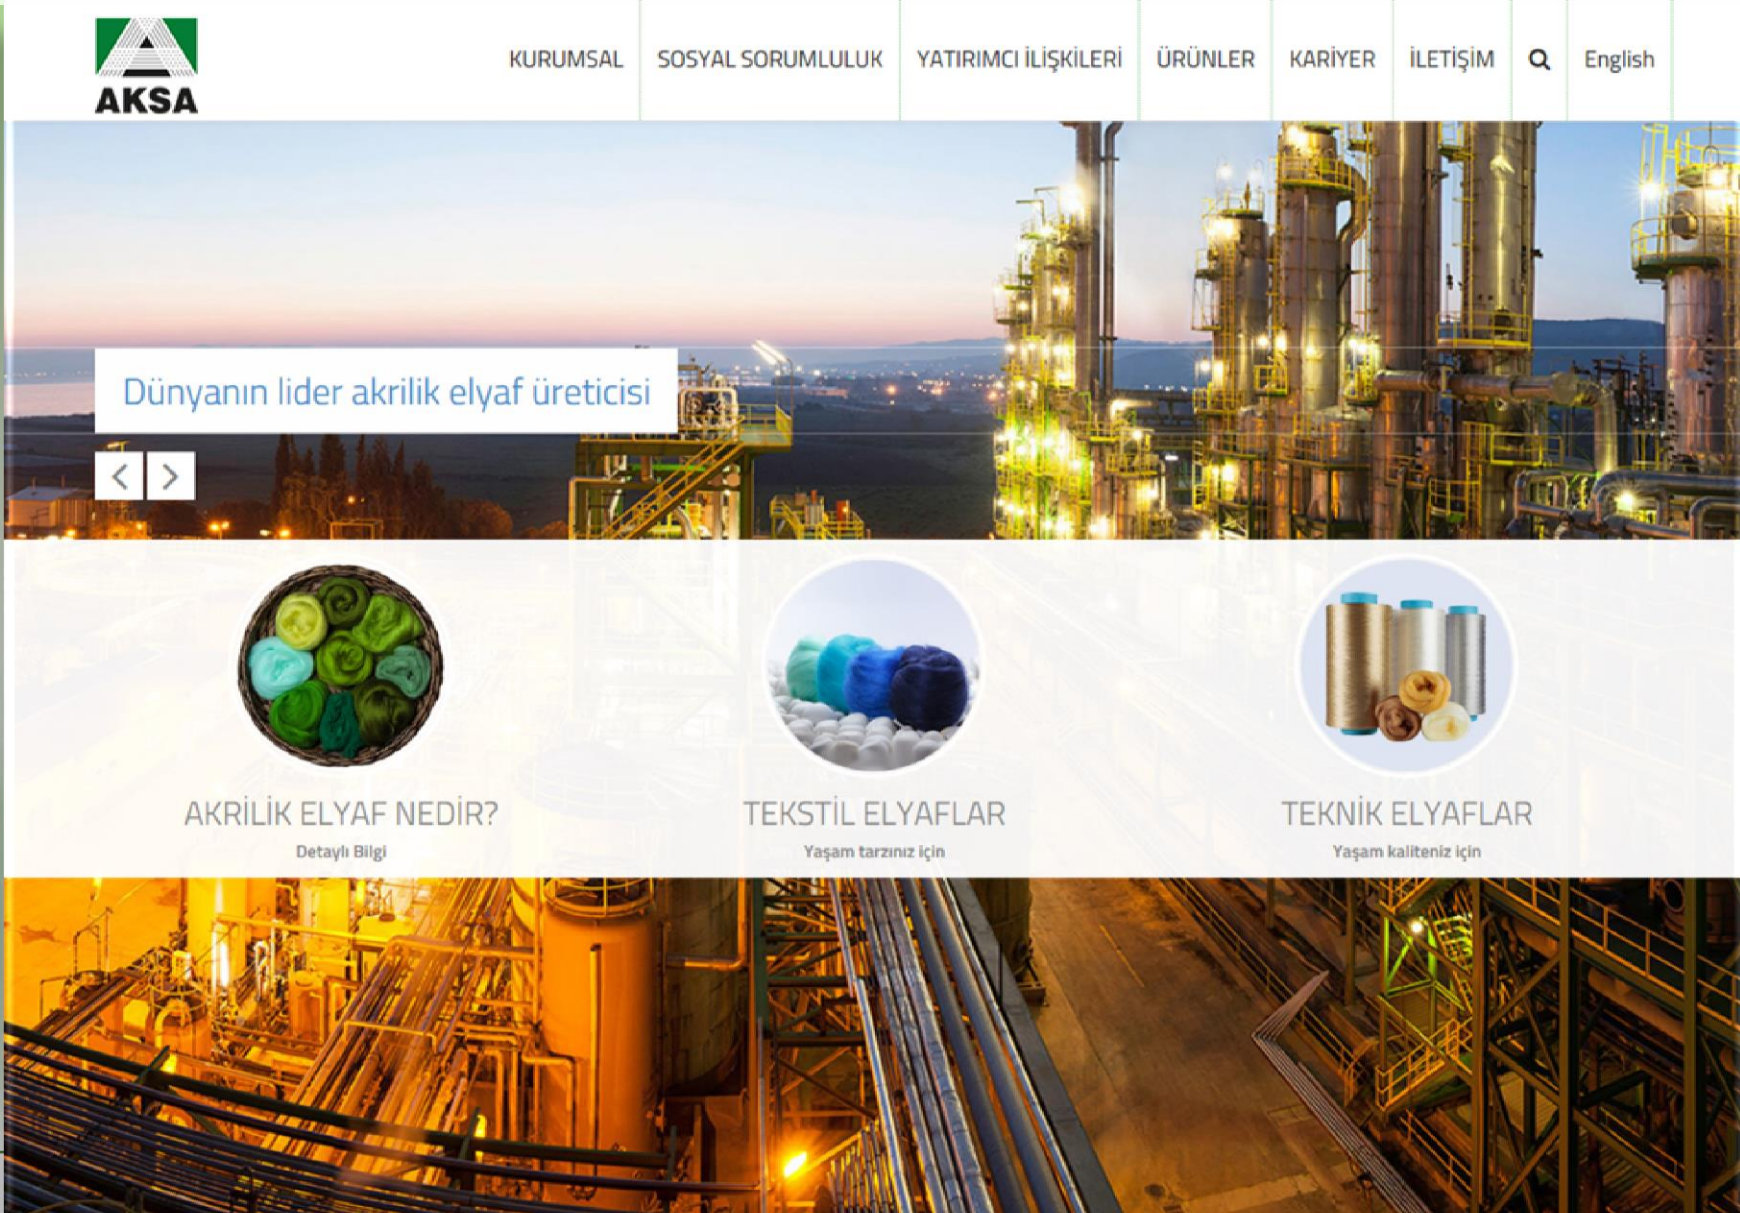 AKSA
KURUMSAL
SOSYAL SORUMLULUK
YATIRIMCI İLİŞKİLERİ
ÜRÜNLER
KARİYER
İLETİŞİM
English
Dünyanın lider akrilik elyaf üreticisi
AKRİLİK ELYAF NEDİR?
Detaylı Bilgi
TEKSTİL ELYAFLAR
Yaşam tarzınız için
TEKNİK ELYAFLAR
Yaşam kaliteniz için